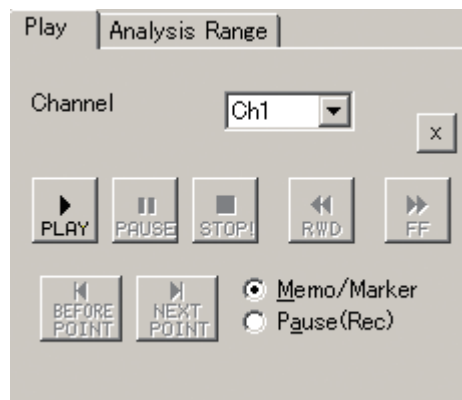 Play Analysis Range
Channel Ch1
x
PLAY PAUSE STOP! RWD FF
BEFORE POINT NEXT POINT
Memo/Marker
Pause(Rec)